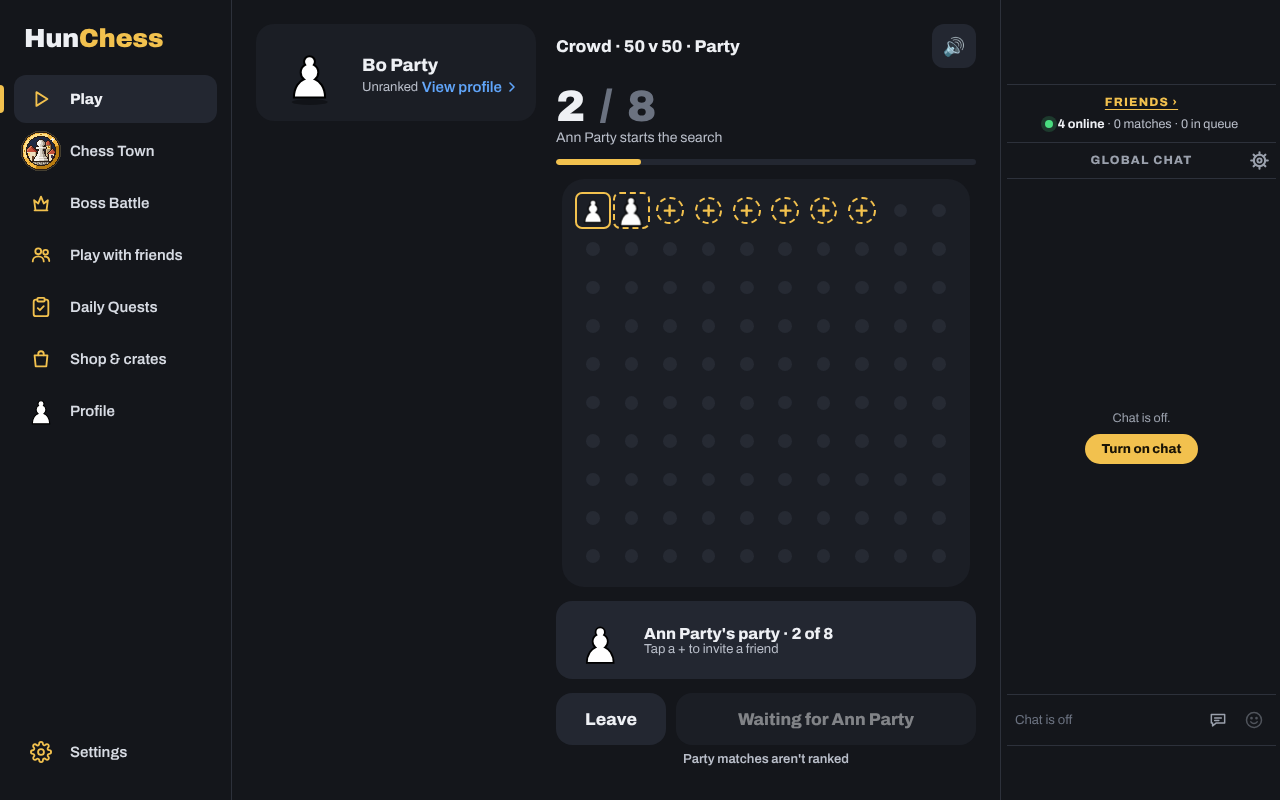 HunChess
Play
Chess Town
Boss Battle
Play with friends
Daily Quests
Shop & crates
Profile
Settings
Bo Party
Unranked View profile
Crowd · 50 v 50 · Party
2 / 8
Ann Party starts the search
Ann Party's party · 2 of 8
Tap a + to invite a friend
Leave
Waiting for Ann Party
Party matches aren't ranked
FRIENDS ›
4 online · 0 matches · 0 in queue
GLOBAL CHAT
Chat is off.
Turn on chat
Chat is off